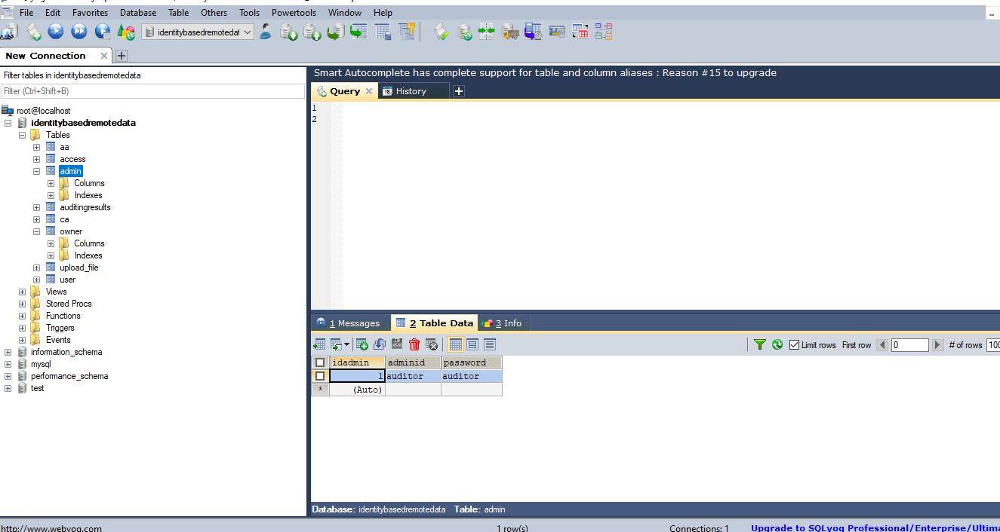 File Edit Favorites Database Table Others Tools Powertools Window Help
identitybasedremotedat
New Connection
Filter tables in identitybasedremotedata
Filter (Ctrl+Shift+B)
root@localhost
identitybasedremotedata
Tables
aa
access
admin
Columns
Indexes
auditingresults
ca
owner
Columns
Indexes
upload_file
user
Views
Stored Procs
Functions
Triggers
Events
information_schema
mysql
performance_schema
test
Smart Autocomplete has complete support for table and column aliases : Reason #15 to upgrade
Query History
1
2
1 Messages 2 Table Data 3 Info
Limit rows First row 0 # of rows 100
idadmin adminid password
1 auditor auditor
* (Auto)
Database: identitybasedremotedata Table: admin
http://www.webyog.com 1 row(s) Connections: 1 Upgrade to SQLyog Professional/Enterprise/Ultima